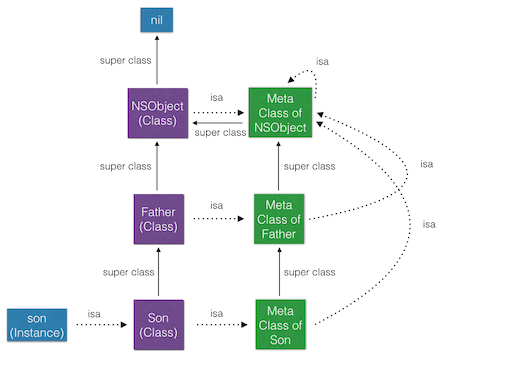 nil
super class
isa
NSObject
(Class)
isa
Meta
Class of
NSObject
super class
super class
super class
isa
Father
(Class)
isa
Meta
Class of
Father
isa
super class
super class
son
(Instance)
isa
Son
(Class)
isa
Meta
Class of
Son